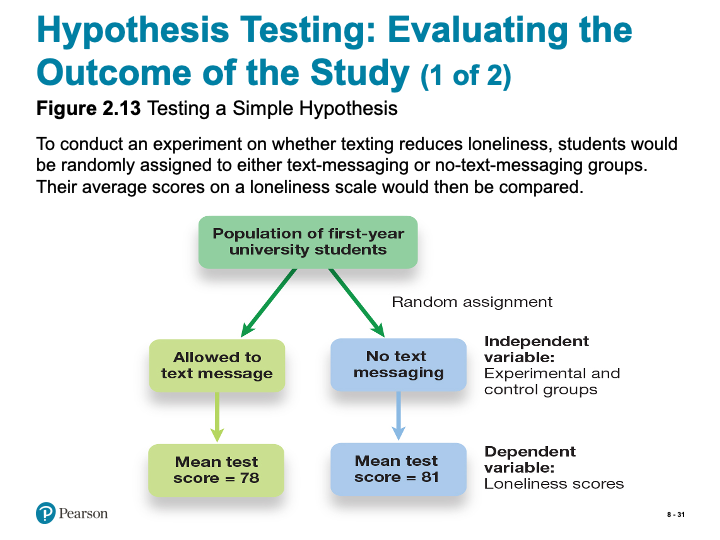 Hypothesis Testing: Evaluating the
Outcome of the Study (1 of 2)
Figure 2.13 Testing a Simple Hypothesis
To conduct an experiment on whether texting reduces loneliness, students would
be randomly assigned to either text-messaging or no-text-messaging groups.
Their average scores on a loneliness scale would then be compared.
Population of first-year
university students
Random assignment
Allowed to
text message
No text
messaging
Independent
variable:
Experimental and
control groups
Mean test
score = 78
Mean test
score = 81
Dependent
variable:
Loneliness scores
P Pearson
8 - 31